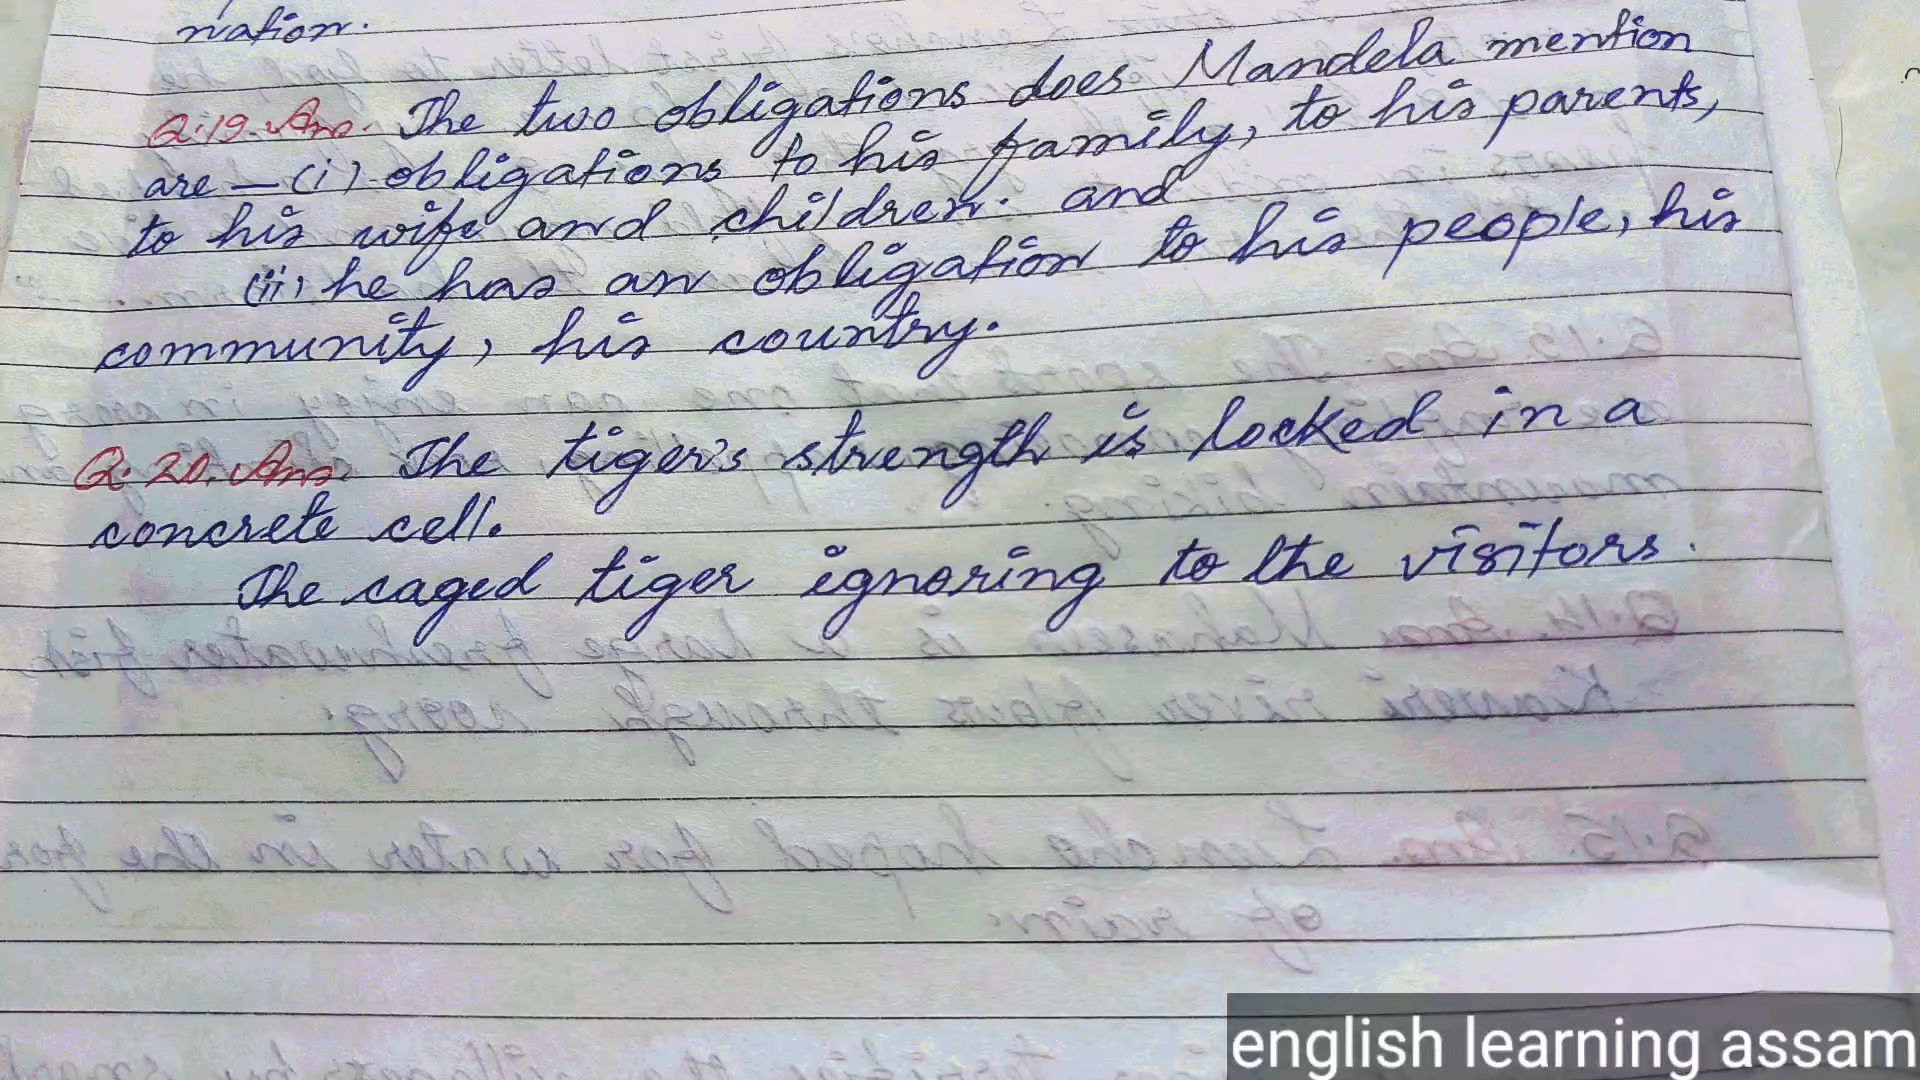 nation.
Q.19. Ans. The two obligations does Mandela mention
are — (i) obligations to his family, to his parents,
to his wife and children. and
(ii) he has an obligation to his people, his
community, his country.
Q. 20. Ans. The tiger's strength is locked in a
concrete cell.
The caged tiger ignoring to the visitors.
english learning assam